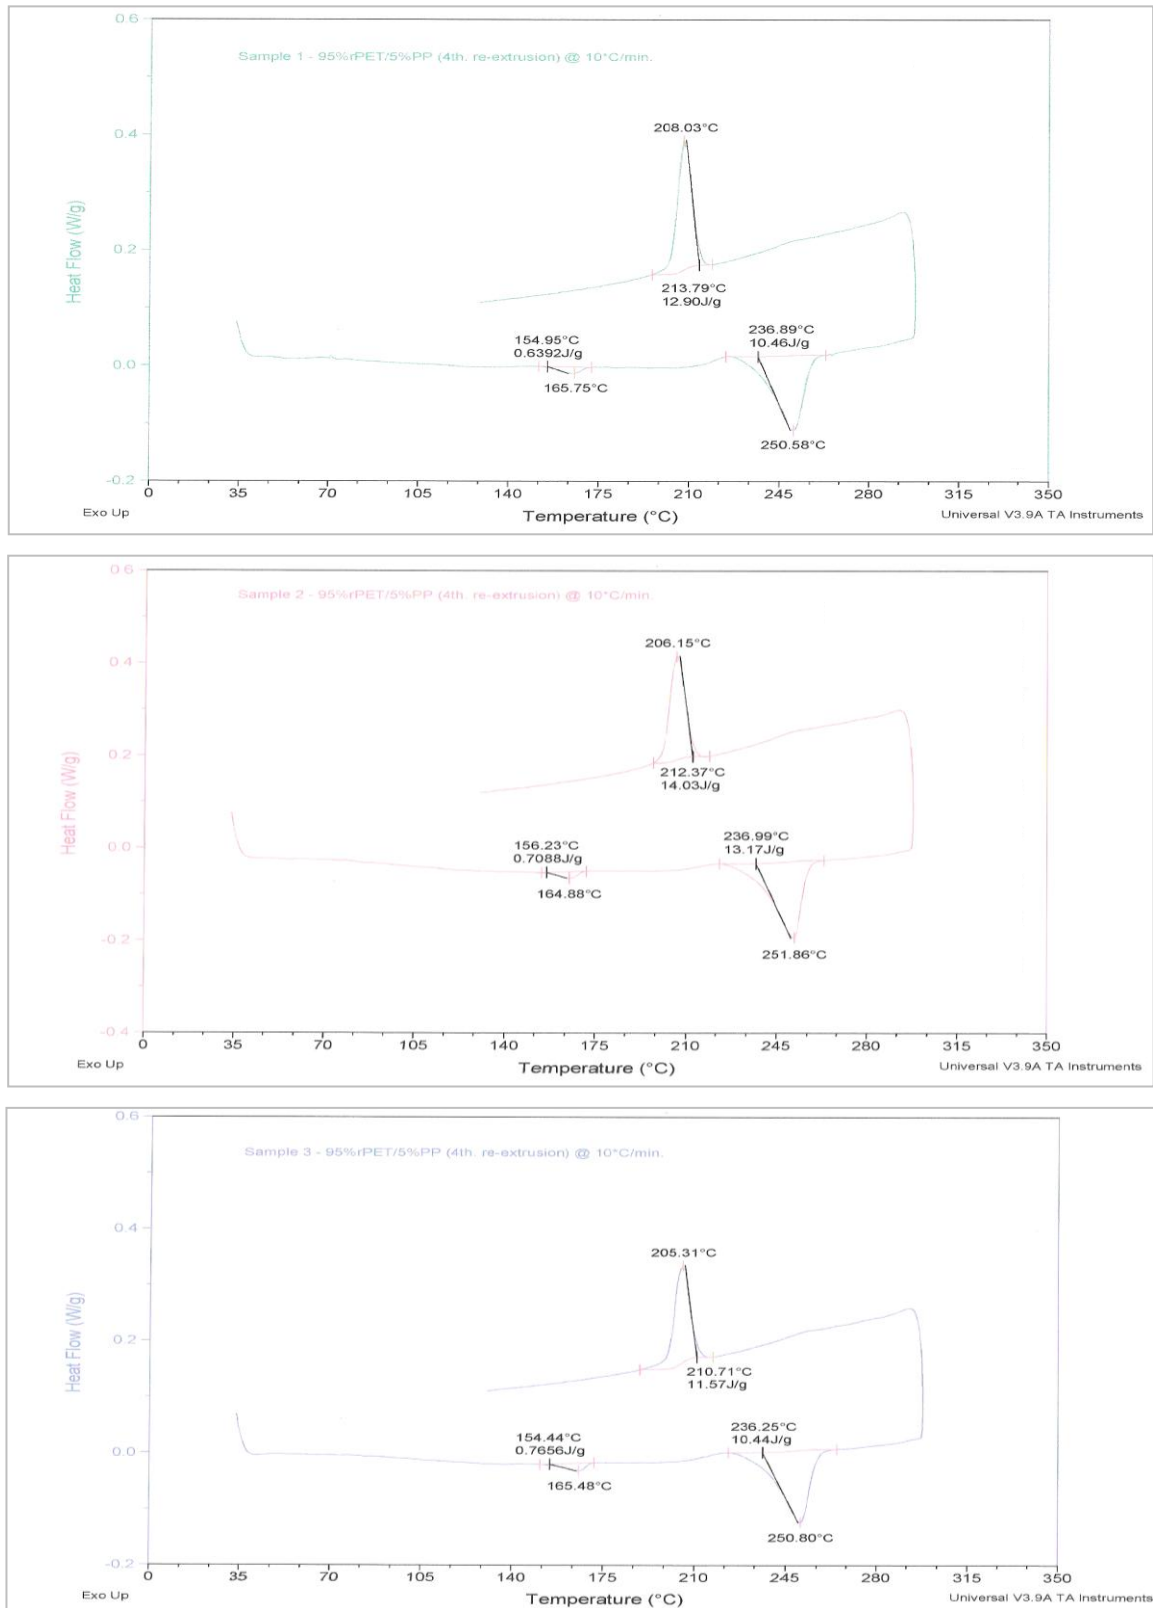 0.6
Sample 1 - 95%rPET/5%PP (4th. re-extrusion) @ 10°C/min.
208.03°C
0.4
Heat Flow (W/g)
0.2
213.79°C
12.90J/g
236.89°C
10.46J/g
154.95°C
0.6392J/g
0.0
165.75°C
250.58°C
-0.2
0 35 70 105 140 175 210 245 280 315 350
Exo Up
Temperature (°C)
Universal V3.9A TA Instruments
0.6
Sample 2 - 95%rPET/5%PP (4th. re-extrusion) @ 10°C/min.
206.15°C
0.4
Heat Flow (W/g)
0.2
212.37°C
14.03J/g
236.99°C
13.17J/g
156.23°C
0.7088J/g
0.0
164.88°C
-0.2
251.86°C
-0.4
0 35 70 105 140 175 210 245 280 315 350
Exo Up
Temperature (°C)
Universal V3.9A TA Instruments
0.6
Sample 3 - 95%rPET/5%PP (4th. re-extrusion) @ 10°C/min.
0.4
205.31°C
Heat Flow (W/g)
0.2
210.71°C
11.57J/g
236.25°C
10.44J/g
154.44°C
0.7656J/g
0.0
165.48°C
250.80°C
-0.2
0 35 70 105 140 175 210 245 280 315 350
Exo Up
Temperature (°C)
Universal V3.9A TA Instruments